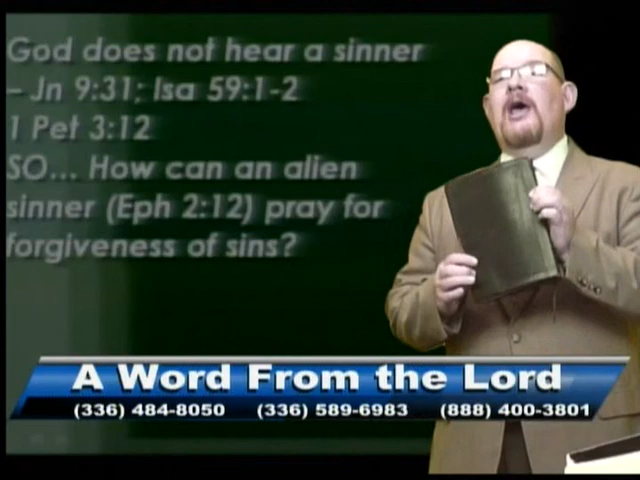 God does not hear a sinner
– Jn 9:31; Isa 59:1-2
1 Pet 3:12
SO... How can an alien
sinner (Eph 2:12) pray for
forgiveness of sins?
A Word From the Lord
(336) 484-8050 (336) 589-6983 (888) 400-3801